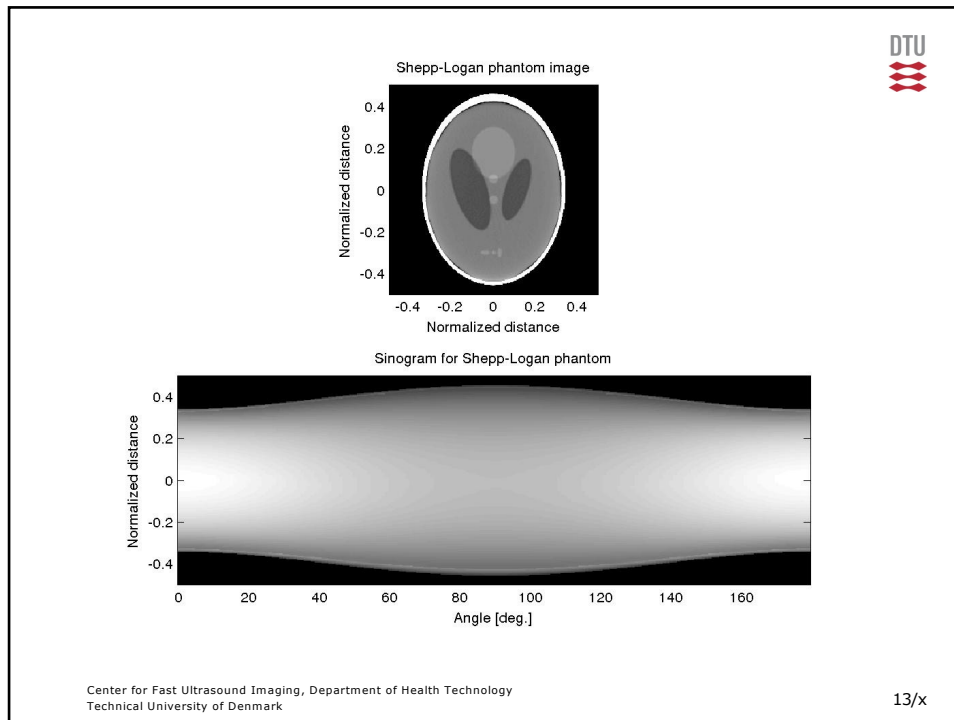 DTU
Shepp-Logan phantom image
Normalized distance
0.4
0.2
0
-0.2
-0.4
-0.4 -0.2 0 0.2 0.4
Normalized distance
Sinogram for Shepp-Logan phantom
Normalized distance
0.4
0.2
0
-0.2
-0.4
0 20 40 60 80 100 120 140 160
Angle [deg.]
Center for Fast Ultrasound Imaging, Department of Health Technology
Technical University of Denmark
13/x